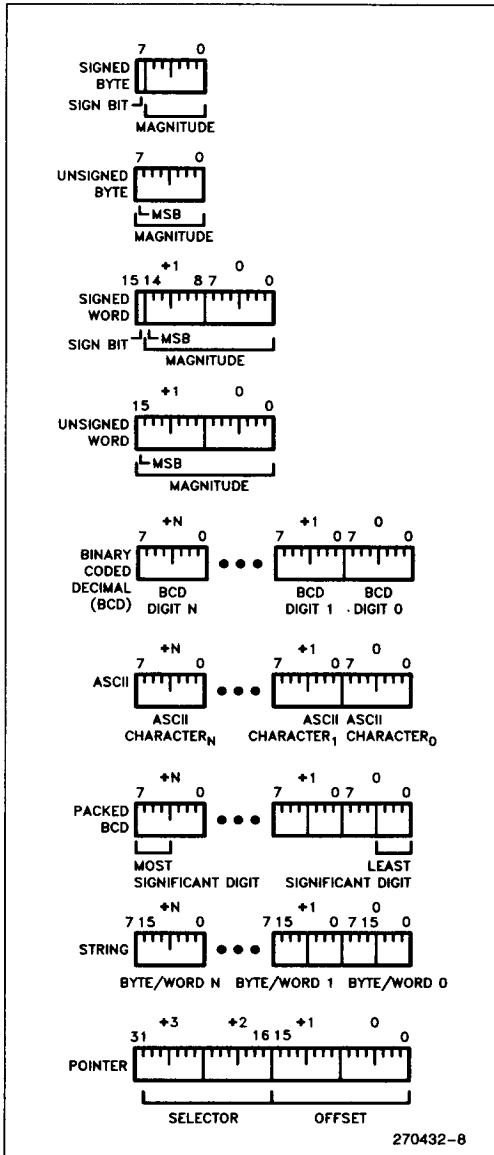 7 0
SIGNED
BYTE
SIGN BIT
MAGNITUDE
7 0
UNSIGNED
BYTE
MSB
MAGNITUDE
+1 0
15 14 8 7 0
SIGNED
WORD
SIGN BIT MSB
MAGNITUDE
+1 0
15 0
UNSIGNED
WORD
MSB
MAGNITUDE
+N +1 0
7 0 7 0 7 0
BINARY
CODED
DECIMAL
(BCD)
BCD BCD BCD
DIGIT N DIGIT 1 DIGIT 0
+N +1 0
7 0 7 0 7 0
ASCII
ASCII ASCII ASCII
CHARACTERN CHARACTER1 CHARACTER0
+N +1 0
7 0 7 0 7 0
PACKED
BCD
MOST LEAST
SIGNIFICANT DIGIT SIGNIFICANT DIGIT
+N +1 0
7 15 0 7 15 0 7 15 0
STRING
BYTE/WORD N BYTE/WORD 1 BYTE/WORD 0
+3 +2 +1 0
31 16 15 0
POINTER
SELECTOR OFFSET
270432-8